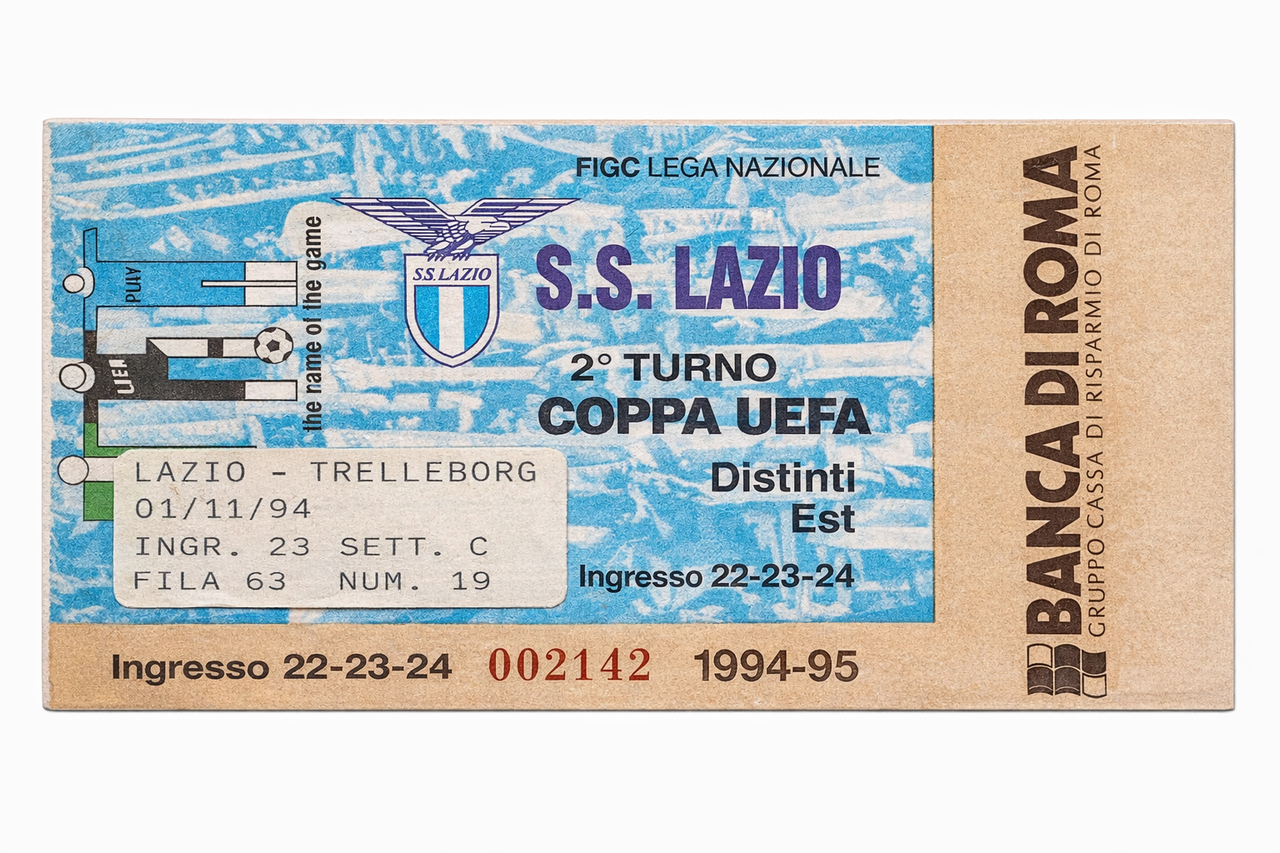 FIGC LEGA NAZIONALE
S.S. LAZIO
S.S. LAZIO
2° TURNO
COPPA UEFA
Distinti
Est
Ingresso 22-23-24
the name of the game
LAZIO - TRELLEBORG
01/11/94
INGR. 23 SETT. C
FILA 63 NUM. 19
Ingresso 22-23-24 002142 1994-95
BANCA DI ROMA
GRUPPO CASSA DI RISPARMIO DI ROMA